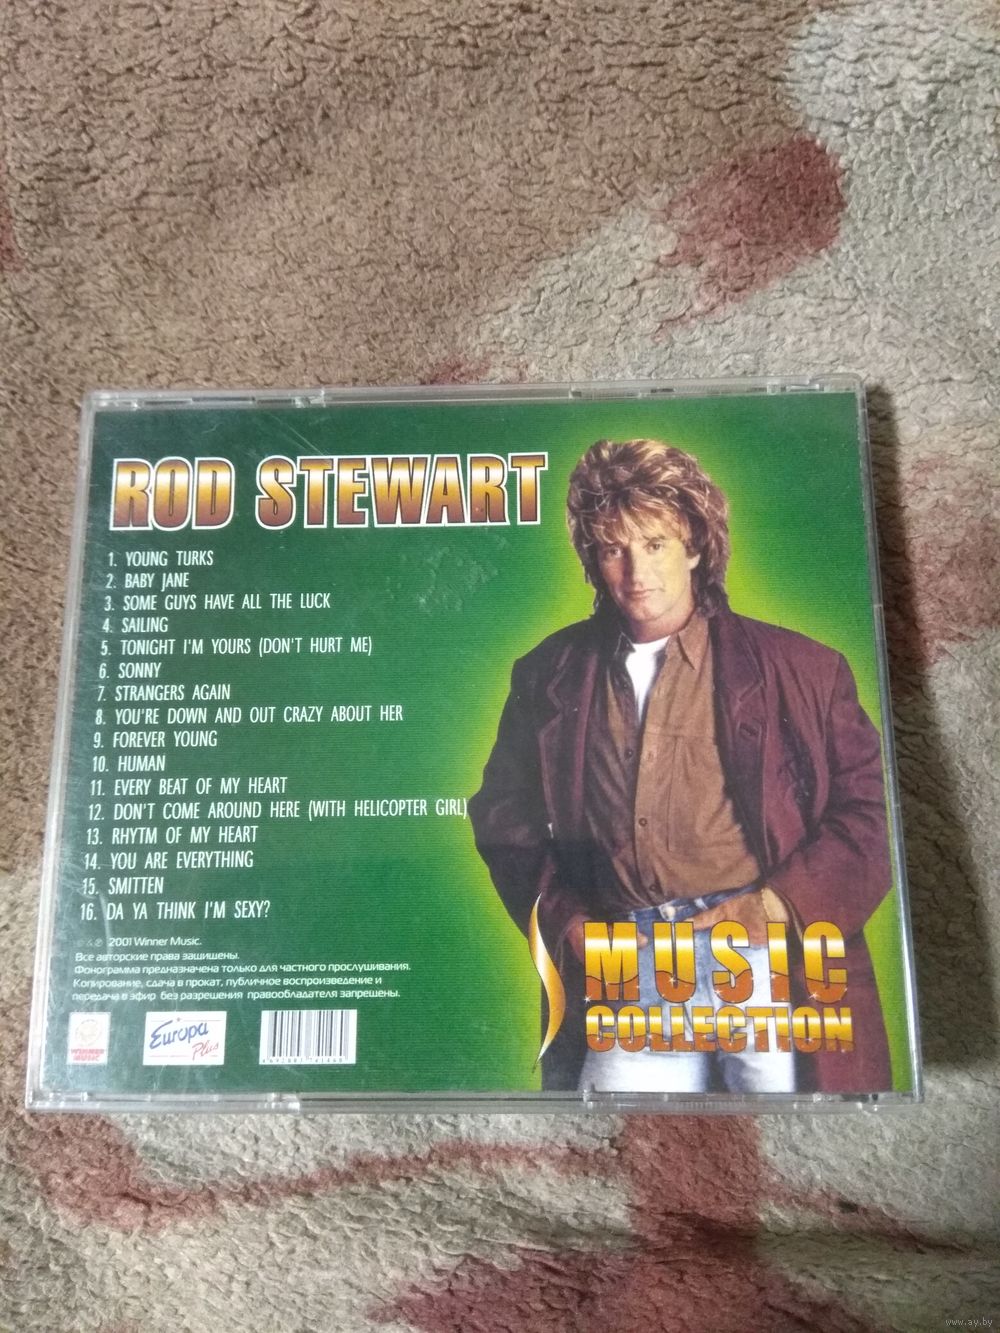 ROD STEWART
1. YOUNG TURKS
2. BABY JANE
3. SOME GUYS HAVE ALL THE LUCK
4. SAILING
5. TONIGHT I'M YOURS (DON'T HURT ME)
6. SONNY
7. STRANGERS AGAIN
8. YOU'RE DOWN AND OUT CRAZY ABOUT HER
9. FOREVER YOUNG
10. HUMAN
11. EVERY BEAT OF MY HEART
12. DON'T COME AROUND HERE (WITH HELICOPTER GIRL)
13. RHYTM OF MY HEART
14. YOU ARE EVERYTHING
15. SMITTEN
16. DA YA THINK I'M SEXY?
2001 Winner Music.
Все авторские права защищены.
Фонограмма предназначена только для частного прослушивания.
Копирование, сдача в прокат, публичное воспроизведение и
передача в эфир без разрешения правообладателя запрещены.
WINNER
MUSIC
Europa
Plus
MUSIC
COLLECTION
www.ay.by